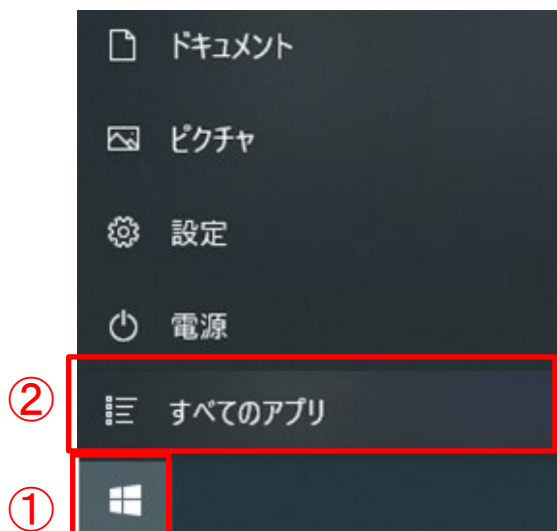 ドキュメント
ピクチャ
設定
電源
② すべてのアプリ
①